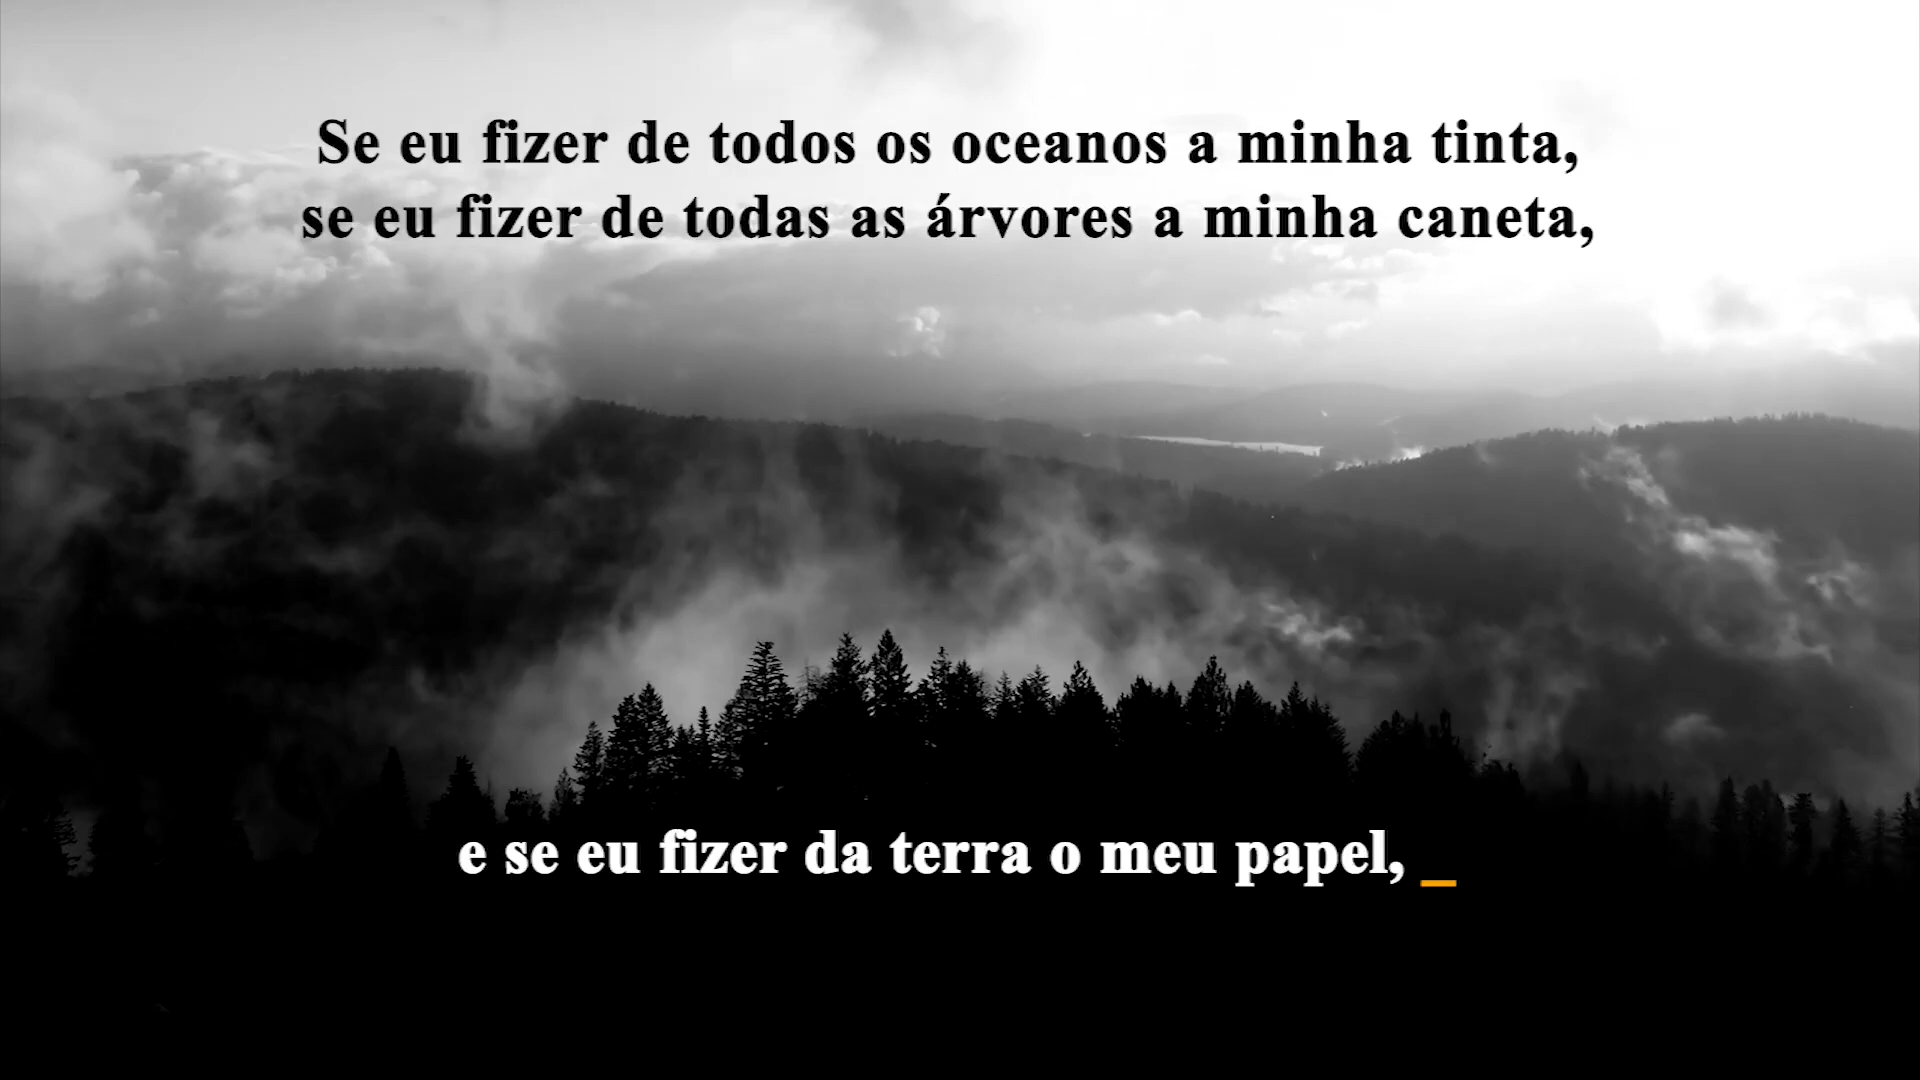 Se eu fizer de todos os oceanos a minha tinta,
se eu fizer de todas as árvores a minha caneta,
e se eu fizer da terra o meu papel, _